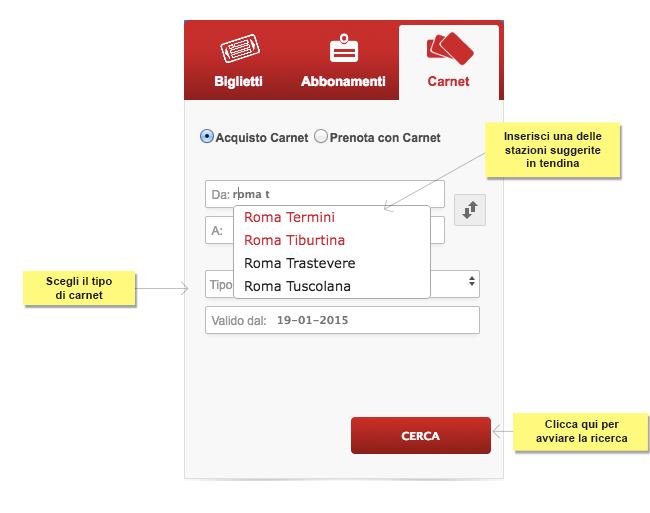 Biglietti
Abbonamenti
Carnet
Acquisto Carnet
Prenota con Carnet
Inserisci una delle
stazioni suggerite
in tendina
Da: roma t
Roma Termini
A:
Roma Tiburtina
Roma Trastevere
Scegli il tipo
di carnet
Tipo
Roma Tuscolana
Valido dal: 19-01-2015
CERCA
Clicca qui per
avviare la ricerca